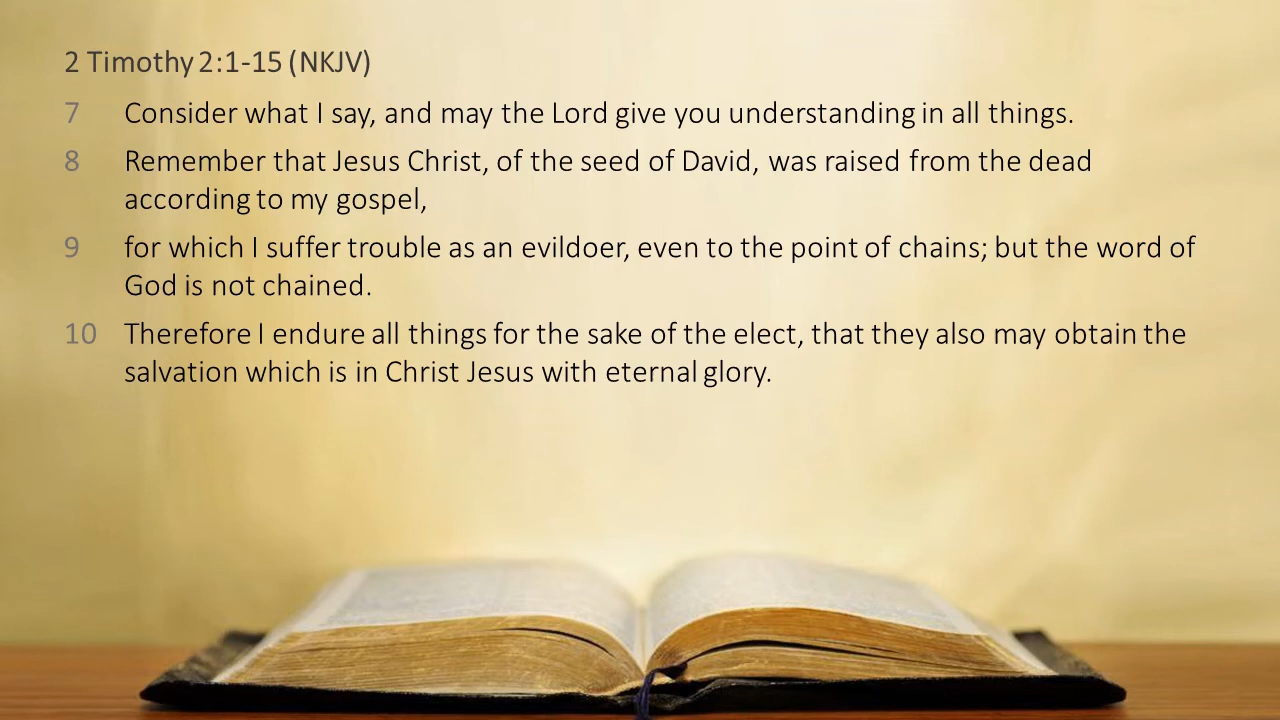 2 Timothy 2:1-15 (NKJV)
7 Consider what I say, and may the Lord give you understanding in all things.
8 Remember that Jesus Christ, of the seed of David, was raised from the dead
according to my gospel,
9 for which I suffer trouble as an evildoer, even to the point of chains; but the word of
God is not chained.
10 Therefore I endure all things for the sake of the elect, that they also may obtain the
salvation which is in Christ Jesus with eternal glory.